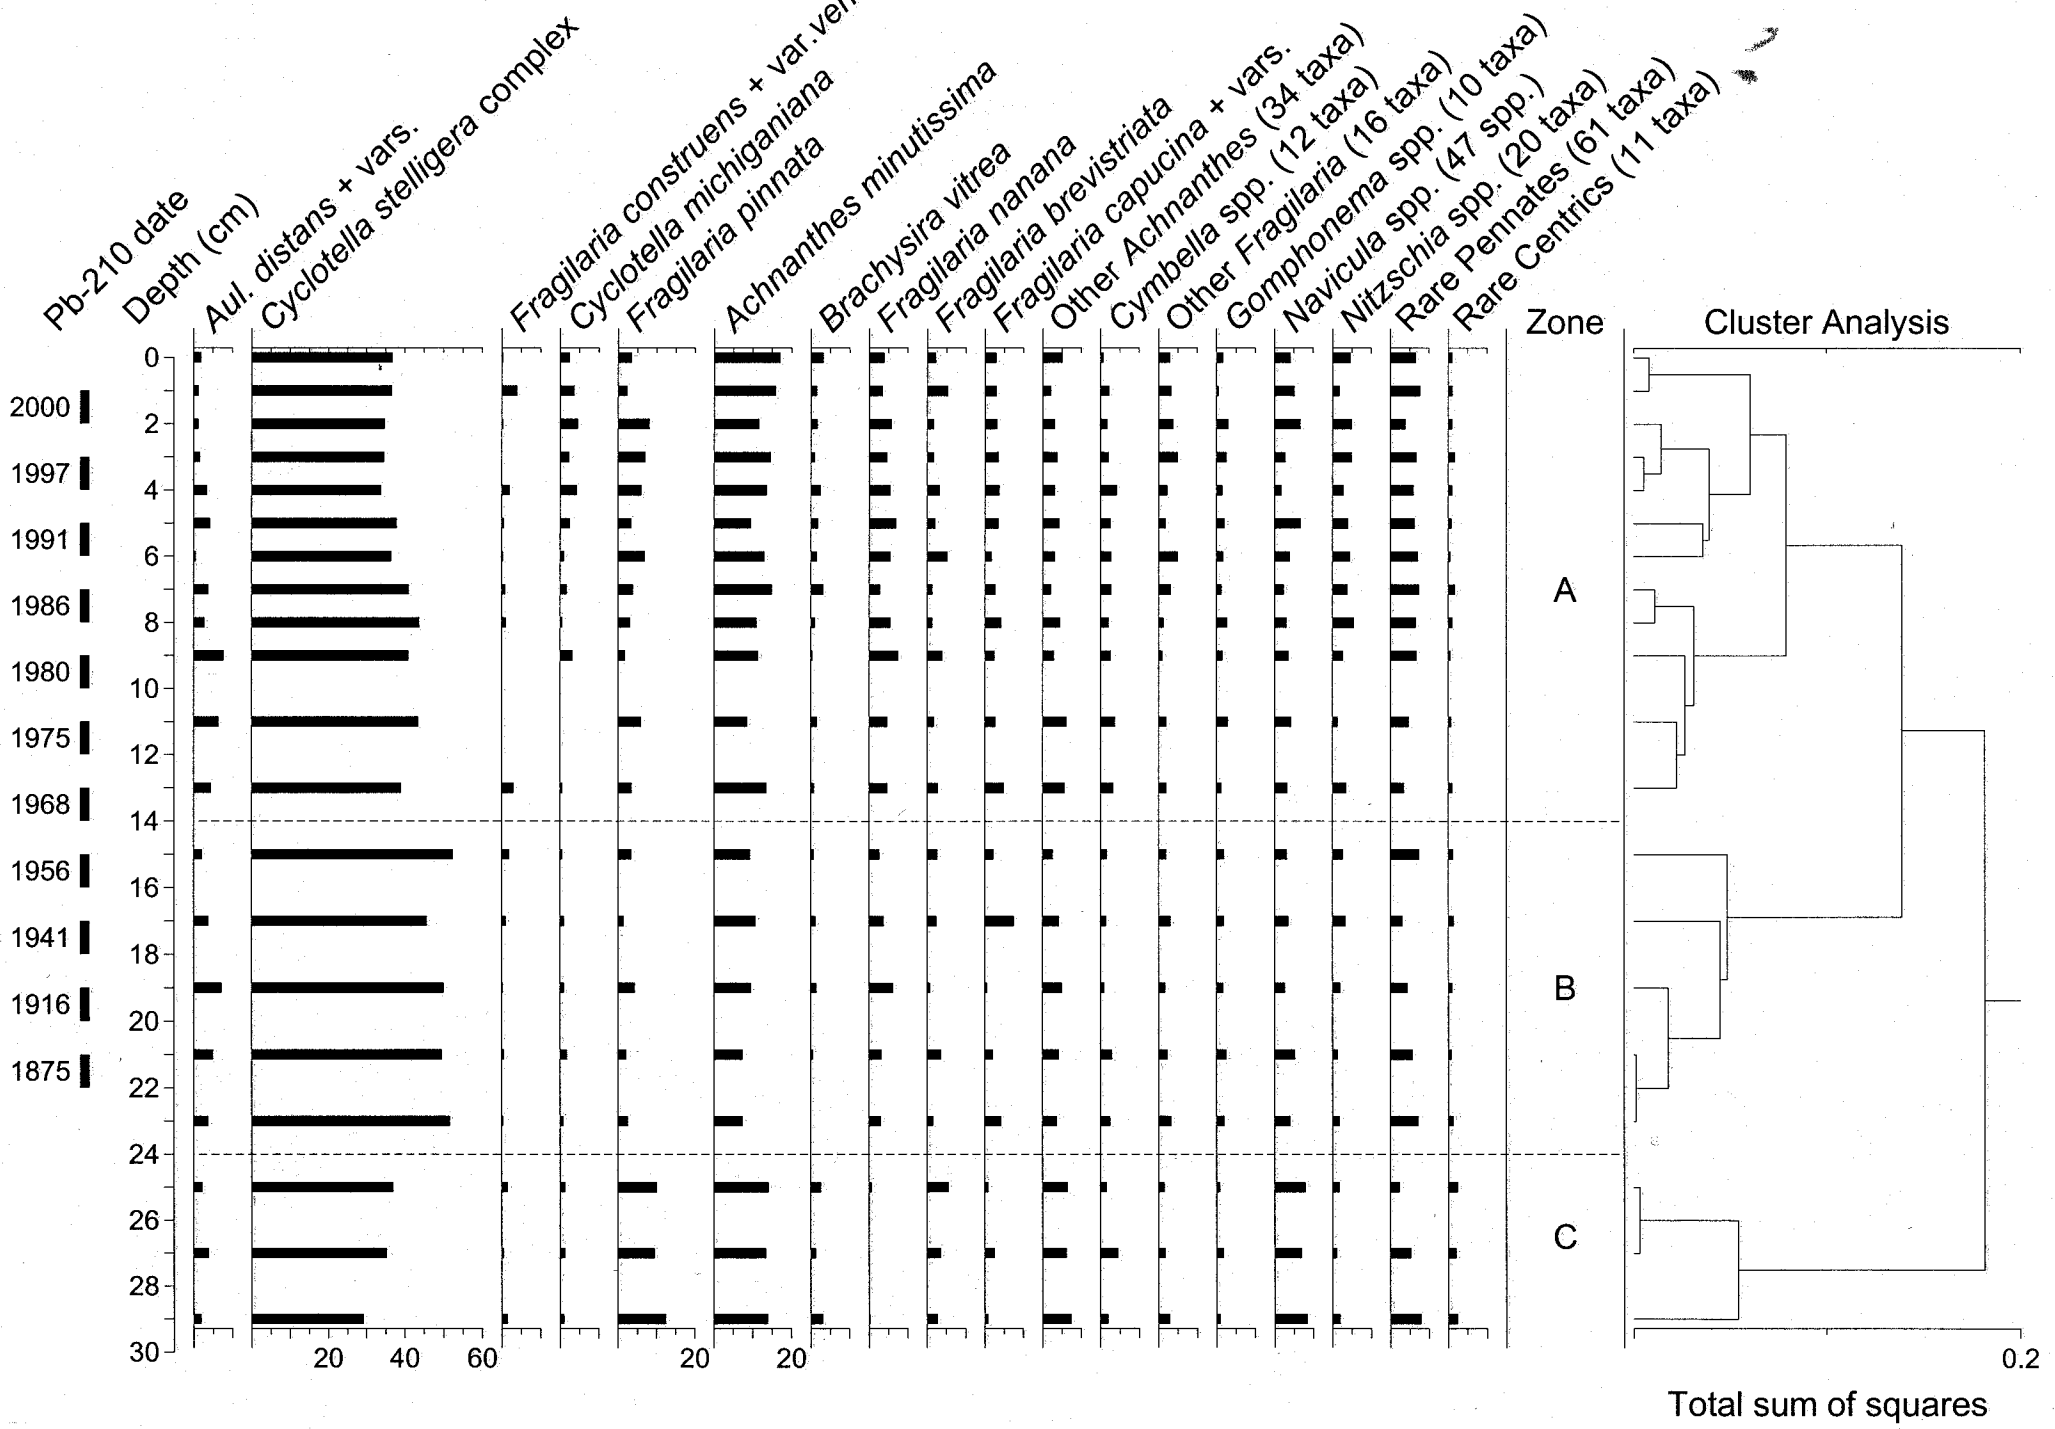 Pb-210 date
Depth (cm)
Aul. distans + vars.
Cyclotella stelligera complex
Fragilaria construens + var.
Cyclotella michiganiana
Fragilaria pinnata
Achnanthes minutissima
Brachysira vitrea
Fragilaria nanana
Fragilaria brevistriata
Fragilaria capucina + vars.
Other Achnanthes (34 taxa)
Cymbella spp. (12 taxa)
Other Fragilaria (16 taxa)
Gomphonema spp. (10 taxa)
Navicula spp. (47 spp.)
Nitzschia spp. (20 taxa)
Rare Pennates (61 taxa)
Rare Centrics (11 taxa)
Zone
Cluster Analysis
0
2000
2
1997
4
1991
6
1986
A
8
1980
10
1975
12
1968
14
1956
16
1941
18
1916
B
20
1875
22
24
26
C
28
30
20 40 60 20 20 0.2
Total sum of squares